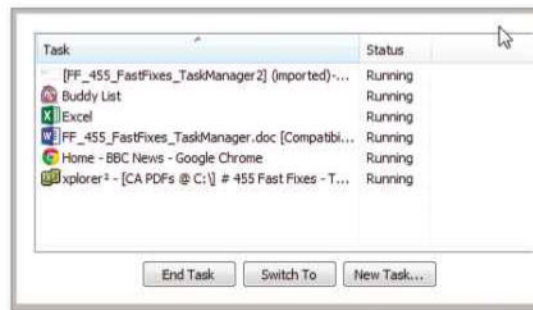 Task Status
[FF_455_FastFixes_TaskManager2] (imported)-... Running
Buddy List Running
Excel Running
FF_455_FastFixes_TaskManager.doc [Compatibi... Running
Home - BBC News - Google Chrome Running
xplorer² - [CA PDFs @ C:\] # 455 Fast Fixes - T... Running
End Task Switch To New Task...